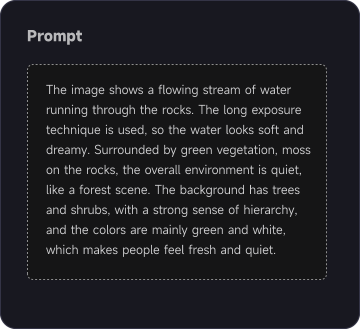 Prompt
The image shows a flowing stream of water
running through the rocks. The long exposure
technique is used, so the water looks soft and
dreamy. Surrounded by green vegetation, moss
on the rocks, the overall environment is quiet,
like a forest scene. The background has trees
and shrubs, with a strong sense of hierarchy,
and the colors are mainly green and white,
which makes people feel fresh and quiet.